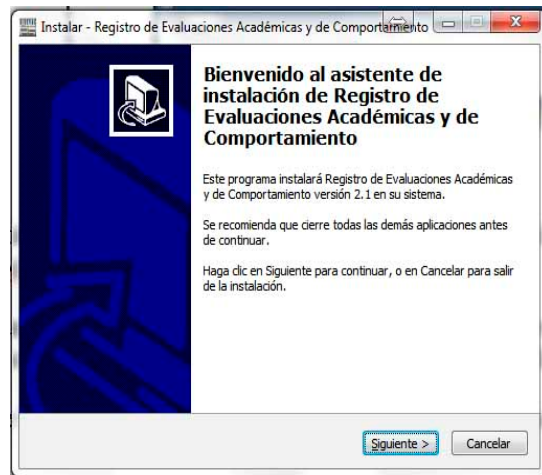 Instalar - Registro de Evaluaciones Académicas y de Comportamiento
Bienvenido al asistente de
instalación de Registro de
Evaluaciones Académicas y de
Comportamiento
Este programa instalará Registro de Evaluaciones Académicas
y de Comportamiento versión 2.1 en su sistema.
Se recomienda que cierre todas las demás aplicaciones antes
de continuar.
Haga clic en Siguiente para continuar, o en Cancelar para salir
de la instalación.
Siguiente >
Cancelar